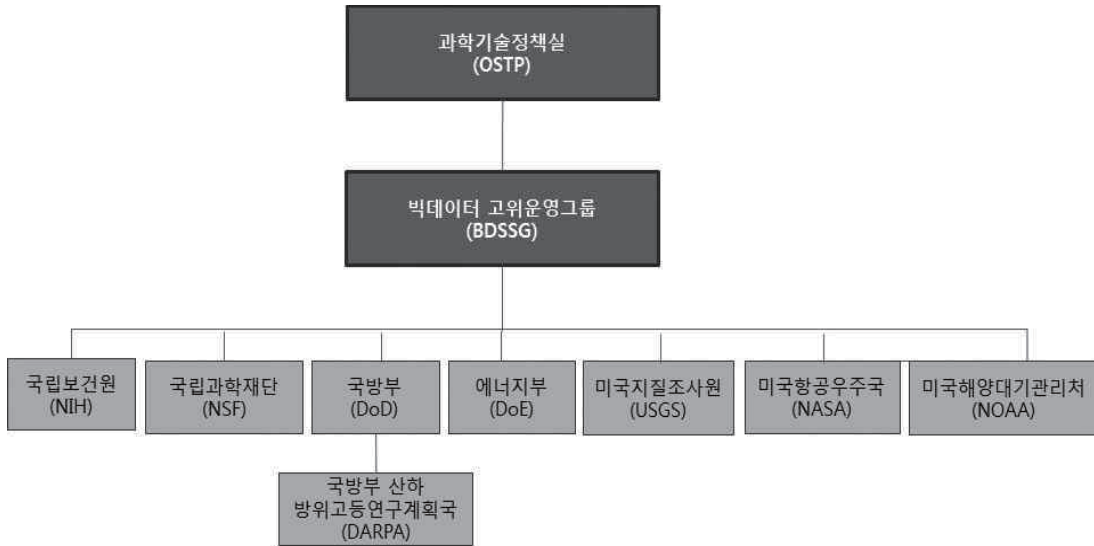 과학기술정책실
(OSTP)
빅데이터 고위운영그룹
(BDSSG)
국립보건원
(NIH)
국립과학재단
(NSF)
국방부
(DoD)
에너지부
(DoE)
미국지질조사원
(USGS)
미국항공우주국
(NASA)
미국해양대기관리처
(NOAA)
국방부 산하
방위고등연구계획국
(DARPA)